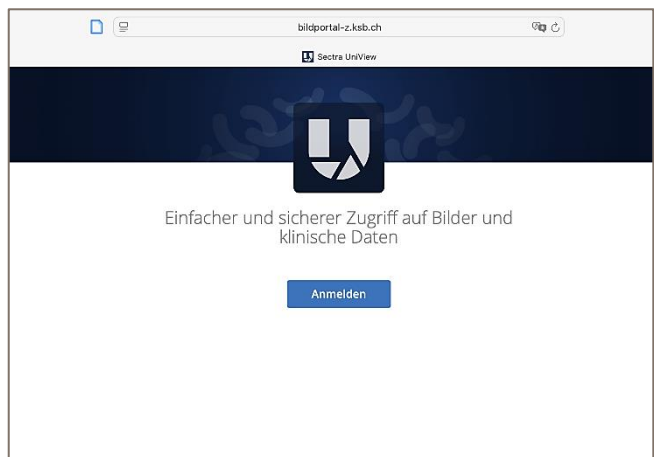 bildportal-z.ksb.ch
Sectra UniView
Einfacher und sicherer Zugriff auf Bilder und
klinische Daten
Anmelden